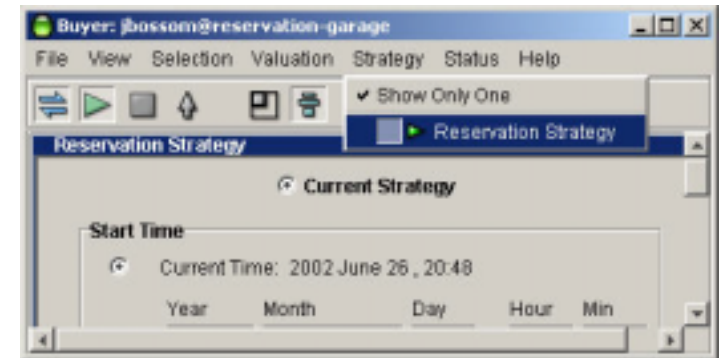 Buyer: jbossom@reservation-garage
File View Selection Valuation Strategy Status Help
Show Only One
Reservation Strategy
Reservation Strategy
Current Strategy
Start Time
Current Time: 2002 June 26 , 20:48
Year Month Day Hour Min